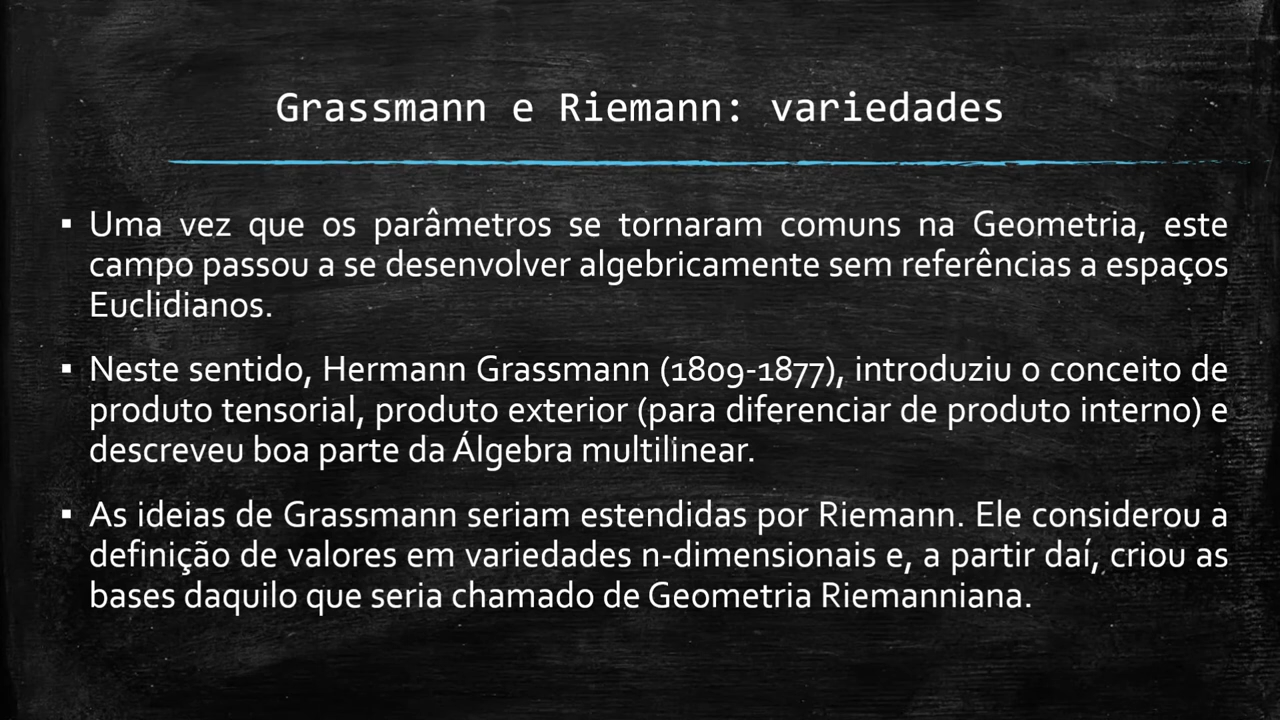 Grassmann e Riemann: variedades
▪ Uma vez que os parâmetros se tornaram comuns na Geometria, este
campo passou a se desenvolver algebricamente sem referências a espaços
Euclidianos.
▪ Neste sentido, Hermann Grassmann (1809-1877), introduziu o conceito de
produto tensorial, produto exterior (para diferenciar de produto interno) e
descreveu boa parte da Álgebra multilinear.
▪ As ideias de Grassmann seriam estendidas por Riemann. Ele considerou a
definição de valores em variedades n-dimensionais e, a partir daí, criou as
bases daquilo que seria chamado de Geometria Riemanniana.